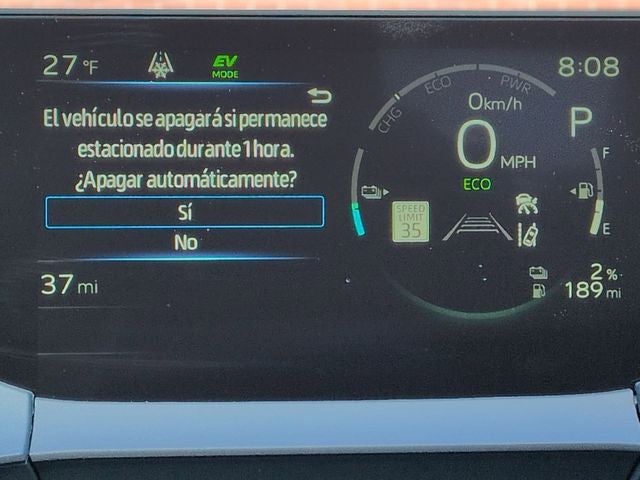 27 °F
EV
MODE
8:08
El vehículo se apagará si permanece
estacionado durante 1 hora.
¿Apagar automáticamente?
Sí
No
37 mi
CHG
ECO
PWR
0 km/h
0 MPH
ECO
P
F
E
SPEED
LIMIT
35
2 %
189 mi